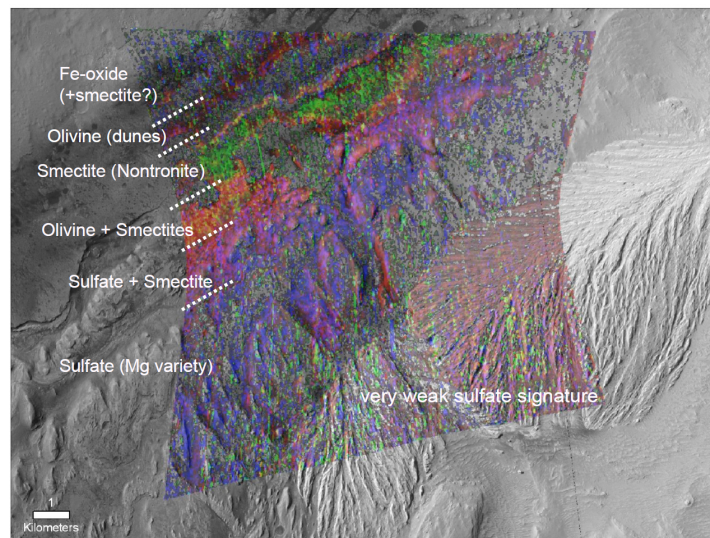 Fe-oxide
(+smectite?)
Olivine (dunes)
Smectite (Nontronite)
Olivine + Smectites
Sulfate + Smectite
Sulfate (Mg variety)
very weak sulfate signature
1
Kilometers